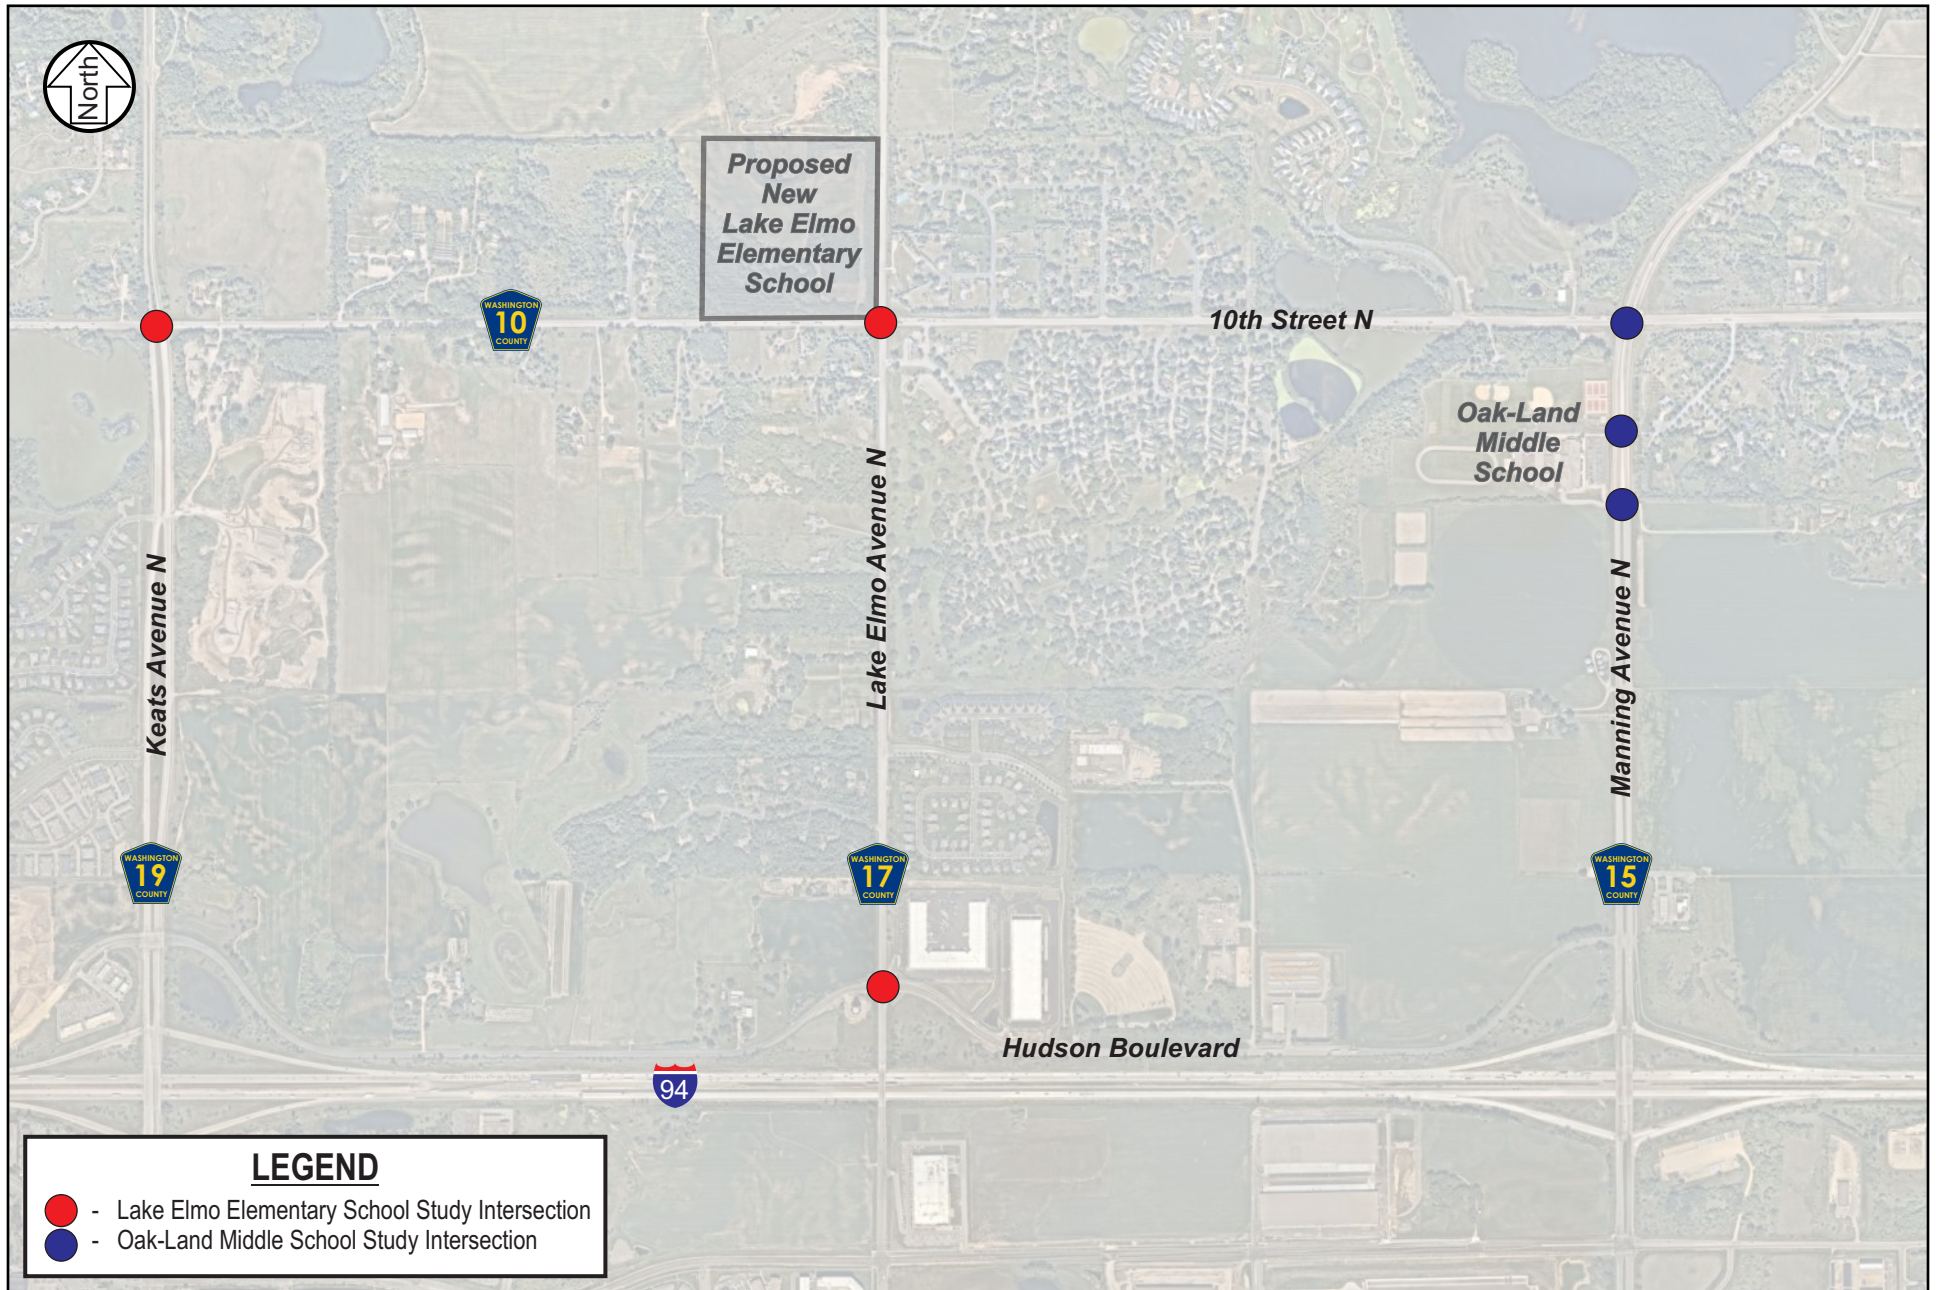 North
Proposed
New
Lake Elmo
Elementary
School
WASHINGTON
10
COUNTY
10th Street N
Oak-Land
Middle
School
Keats Avenue N
Lake Elmo Avenue N
Manning Avenue N
WASHINGTON
19
COUNTY
WASHINGTON
17
COUNTY
WASHINGTON
15
COUNTY
Hudson Boulevard
94
LEGEND
- Lake Elmo Elementary School Study Intersection
- Oak-Land Middle School Study Intersection